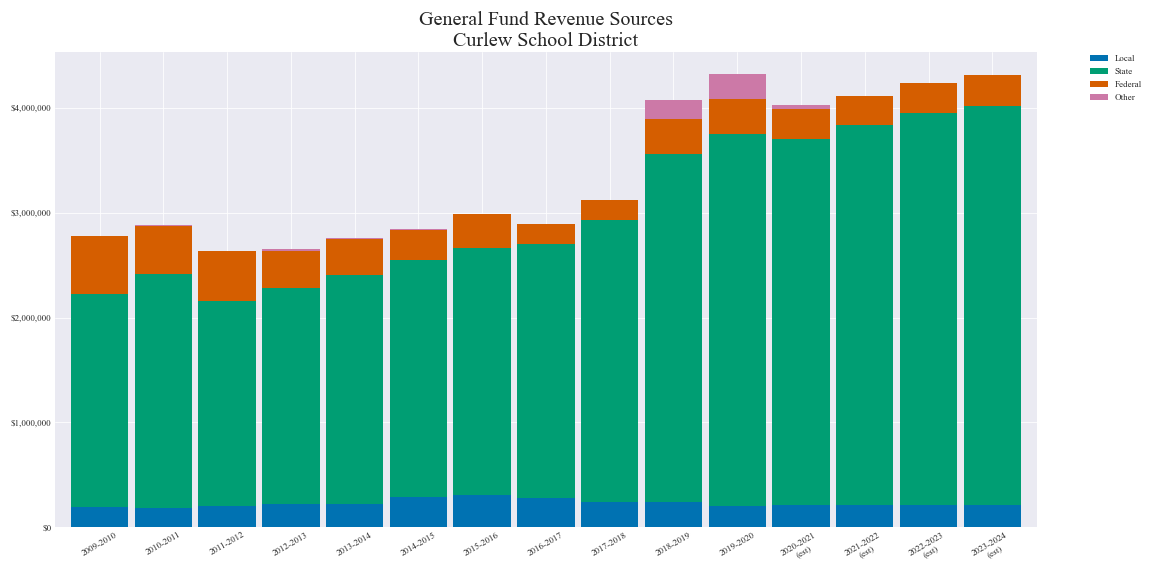 General Fund Revenue Sources
Curlew School District
Local
State
Federal
Other
$4,000,000
$3,000,000
$2,000,000
$1,000,000
$0
2009-2010
2010-2011
2011-2012
2012-2013
2013-2014
2014-2015
2015-2016
2016-2017
2017-2018
2018-2019
2019-2020
2020-2021
(est)
2021-2022
(est)
2022-2023
(est)
2023-2024
(est)